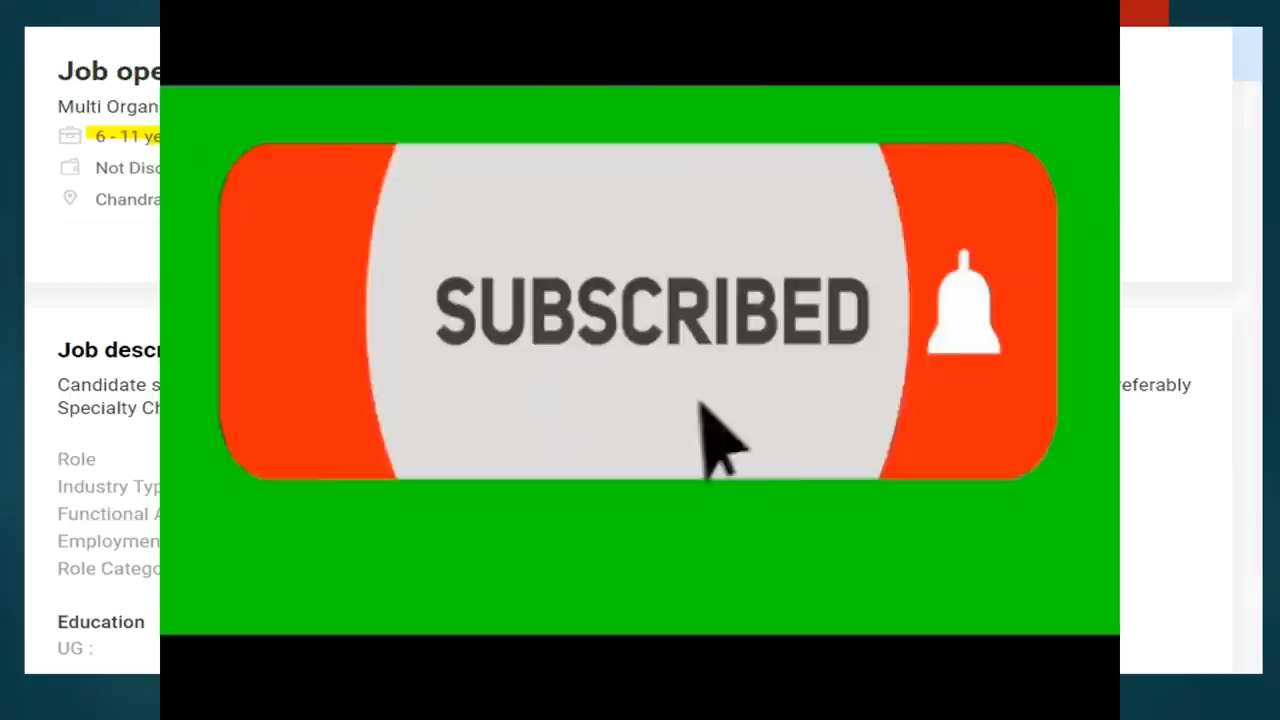 Job ope
Multi Organ
6 - 11 ye
Not Disc
Chandra
SUBSCRIBED
Job descr
Candidate s
eferably
Specialty Ch
Role
Industry Typ
Functional A
Employmen
Role Catego
Education
UG :